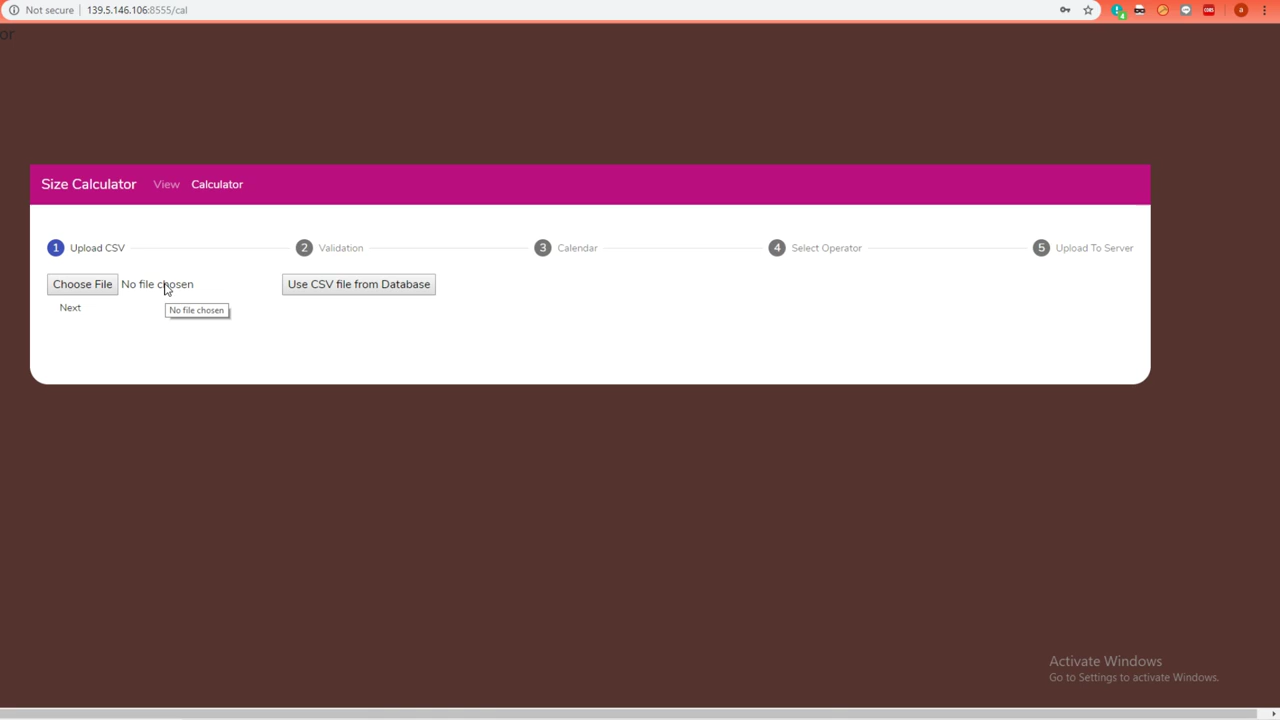 Not secure 139.5.146.106:8555/cal
4
CORS
a
or
Size Calculator View Calculator
1 Upload CSV 2 Validation 3 Calendar 4 Select Operator 5 Upload To Server
Choose File No file chosen Use CSV file from Database
Next
No file chosen
Activate Windows
Go to Settings to activate Windows.